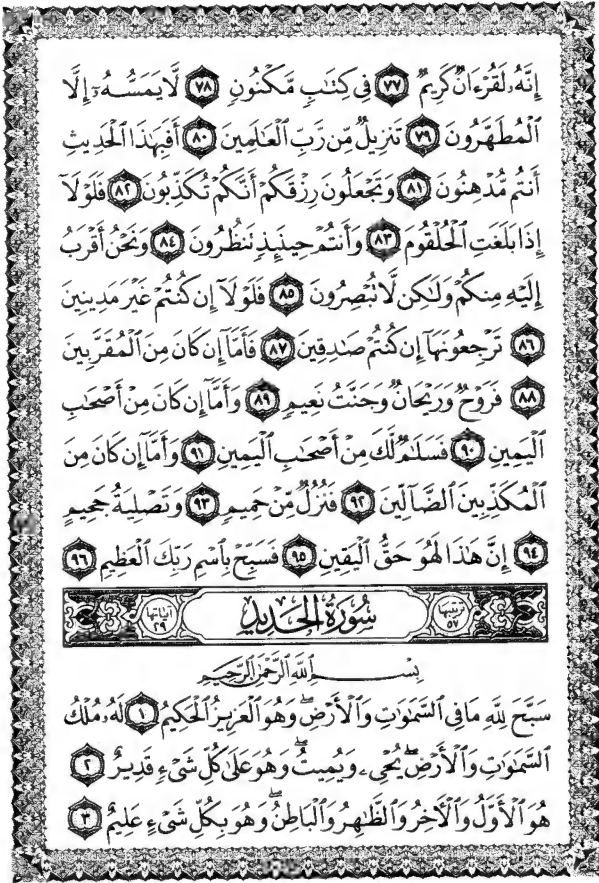 إِنَّهُۥ لَقُرْءَانٌ كَرِيمٌ ٧٧ فِى كِتَٰبٍ مَّكْنُونٍ ٧٨ لَّا يَمَسُّهُۥٓ إِلَّا
ٱلْمُطَهَّرُونَ ٧٩ تَنزِيلٌ مِّن رَّبِّ ٱلْعَٰلَمِينَ ٨٠ أَفَبِهَٰذَا ٱلْحَدِيثِ
أَنتُم مُّدْهِنُونَ ٨١ وَتَجْعَلُونَ رِزْقَكُمْ أَنَّكُمْ تُكَذِّبُونَ ٨٢ فَلَوْلَآ
إِذَا بَلَغَتِ ٱلْحُلْقُومَ ٨٣ وَأَنتُمْ حِينَئِذٍ تَنظُرُونَ ٨٤ وَنَحْنُ أَقْرَبُ
إِلَيْهِ مِنكُمْ وَلَٰكِن لَّا تُبْصِرُونَ ٨٥ فَلَوْلَآ إِن كُنتُمْ غَيْرَ مَدِينِينَ
٨٦ تَرْجِعُونَهَآ إِن كُنتُمْ صَٰدِقِينَ ٨٧ فَأَمَّآ إِن كَانَ مِنَ ٱلْمُقَرَّبِينَ
٨٨ فَرَوْحٌ وَرَيْحَانٌ وَجَنَّتُ نَعِيمٍ ٨٩ وَأَمَّآ إِن كَانَ مِنْ أَصْحَٰبِ
ٱلْيَمِينِ ٩٠ فَسَلَٰمٌ لَّكَ مِنْ أَصْحَٰبِ ٱلْيَمِينِ ٩١ وَأَمَّآ إِن كَانَ مِنَ
ٱلْمُكَذِّبِينَ ٱلضَّآلِّينَ ٩٢ فَنُزُلٌ مِّنْ حَمِيمٍ ٩٣ وَتَصْلِيَةُ جَحِيمٍ
٩٤ إِنَّ هَٰذَا لَهُوَ حَقُّ ٱلْيَقِينِ ٩٥ فَسَبِّحْ بِٱسْمِ رَبِّكَ ٱلْعَظِيمِ ٩٦
ترتيبها ٥٧ سُورَةُ الحَدِيدِ آياتها ٢٩
بِسْمِ ٱللَّهِ ٱلرَّحْمَٰنِ ٱلرَّحِيمِ
سَبَّحَ لِلَّهِ مَا فِى ٱلسَّمَٰوَٰتِ وَٱلْأَرْضِ ۖ وَهُوَ ٱلْعَزِيزُ ٱلْحَكِيمُ ١ لَهُۥ مُلْكُ
ٱلسَّمَٰوَٰتِ وَٱلْأَرْضِ ۖ يُحْىِۦ وَيُمِيتُ ۖ وَهُوَ عَلَىٰ كُلِّ شَىْءٍ قَدِيرٌ ٢
هُوَ ٱلْأَوَّلُ وَٱلْءَاخِرُ وَٱلظَّٰهِرُ وَٱلْبَاطِنُ ۖ وَهُوَ بِكُلِّ شَىْءٍ عَلِيمٌ ٣